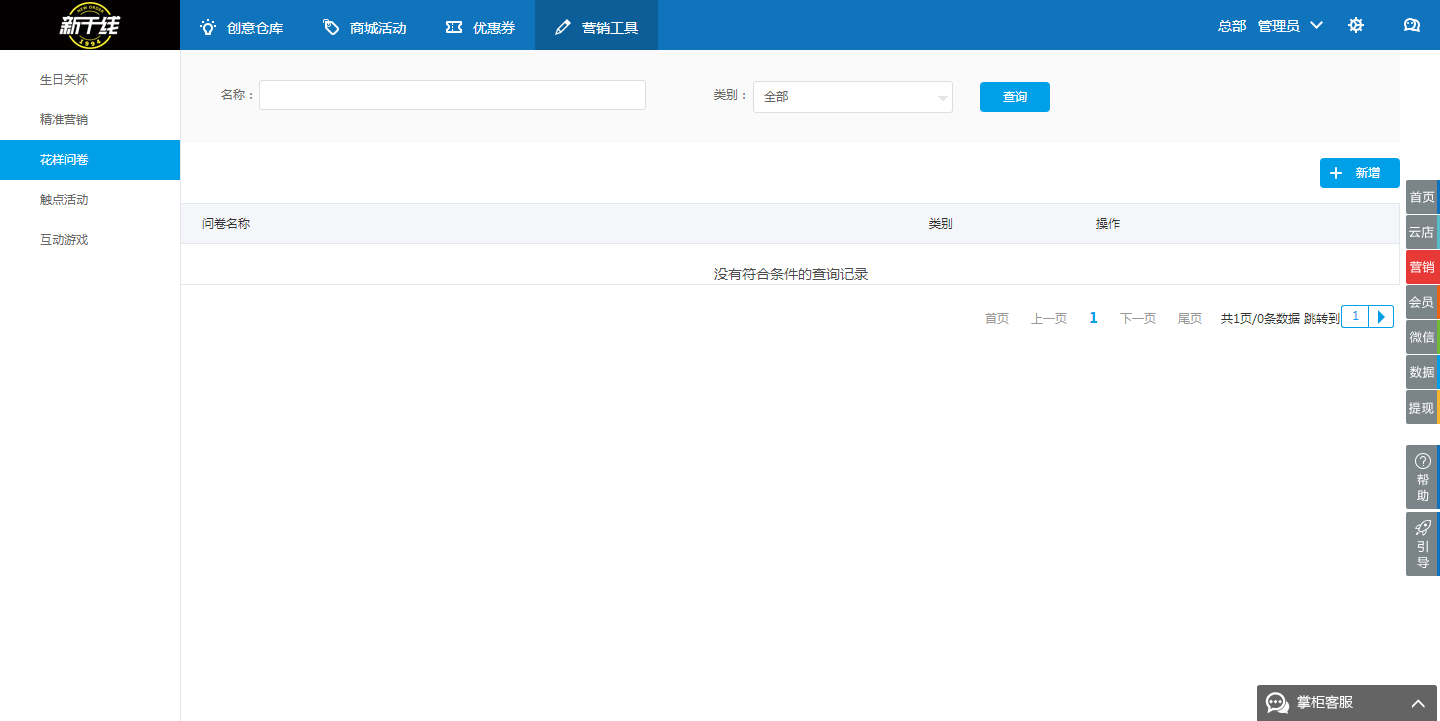 NEW ORDER
新干线
1994
创意仓库
商城活动
优惠券
营销工具
总部 管理员
生日关怀
精准营销
花样问卷
触点活动
互动游戏
名称：
类别：
全部
查询
新增
问卷名称 类别 操作
没有符合条件的查询记录
首页 上一页 1 下一页 尾页 共1页/0条数据 跳转到 1
首页
云店
营销
会员
微信
数据
提现
帮助
引导
掌柜客服